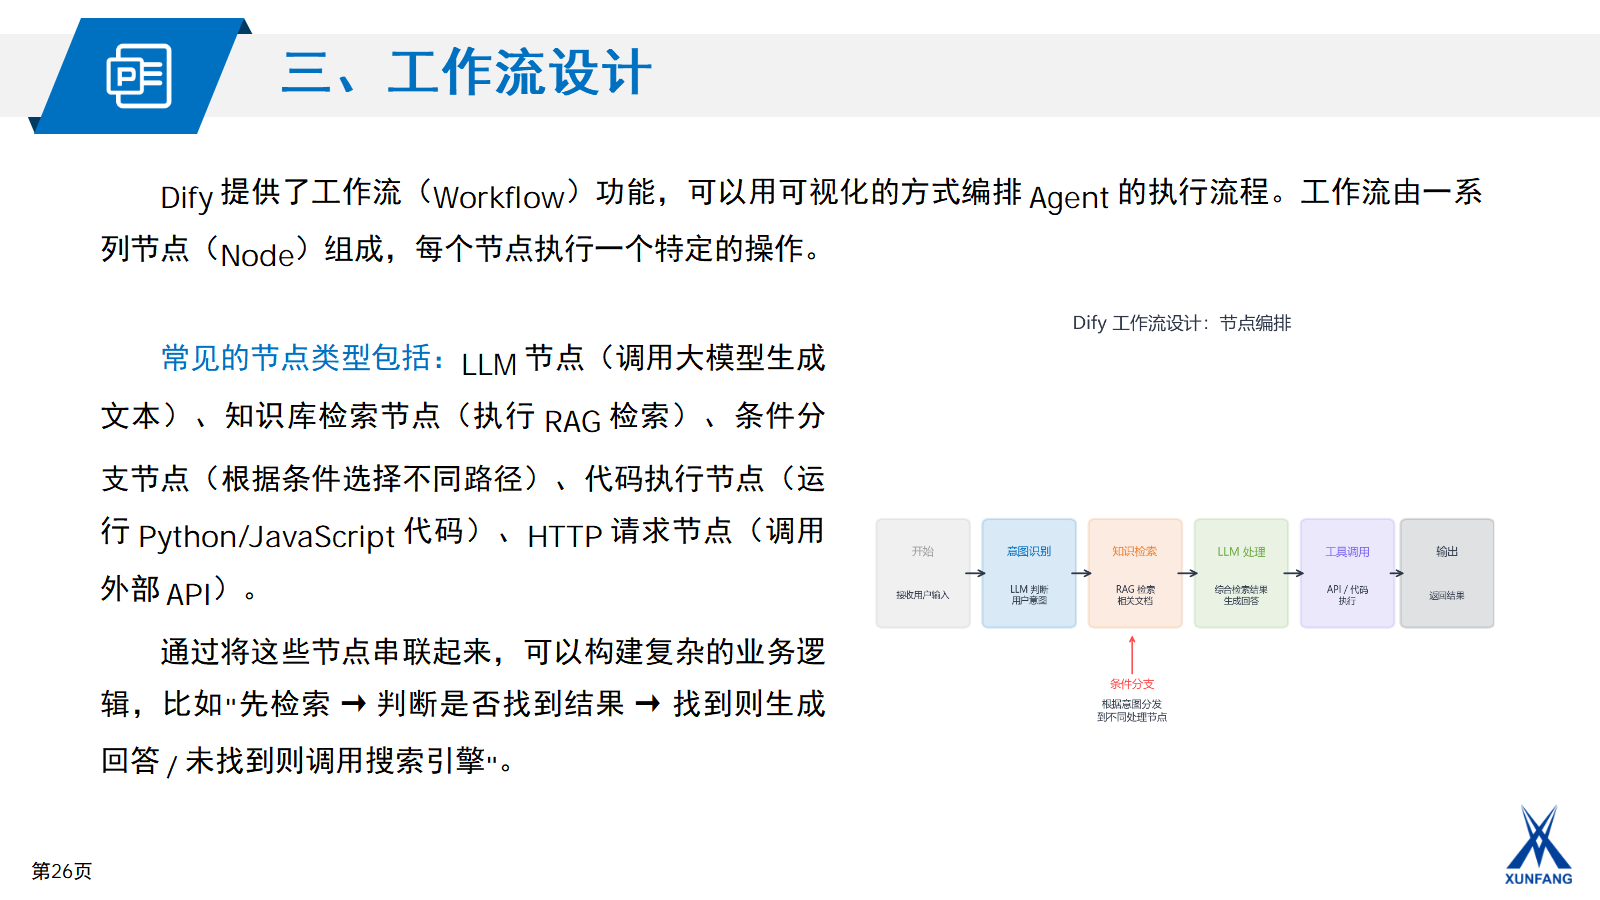 三、工作流设计
Dify 提供了工作流（Workflow）功能，可以用可视化的方式编排 Agent 的执行流程。工作流由一系
列节点（Node）组成，每个节点执行一个特定的操作。
常见的节点类型包括：LLM 节点（调用大模型生成
文本）、知识库检索节点（执行 RAG 检索）、条件分
支节点（根据条件选择不同路径）、代码执行节点（运
行 Python/JavaScript 代码）、HTTP 请求节点（调用
外部 API）。
通过将这些节点串联起来，可以构建复杂的业务逻
辑，比如"先检索 → 判断是否找到结果 → 找到则生成
回答 / 未找到则调用搜索引擎"。
Dify 工作流设计：节点编排
开始
接收用户输入
意图识别
LLM 判断
用户意图
知识检索
RAG 检索
相关文档
LLM 处理
综合检索结果
生成回答
工具调用
API / 代码
执行
输出
返回结果
条件分支
根据意图分发
到不同处理节点
第26页
XUNFANG